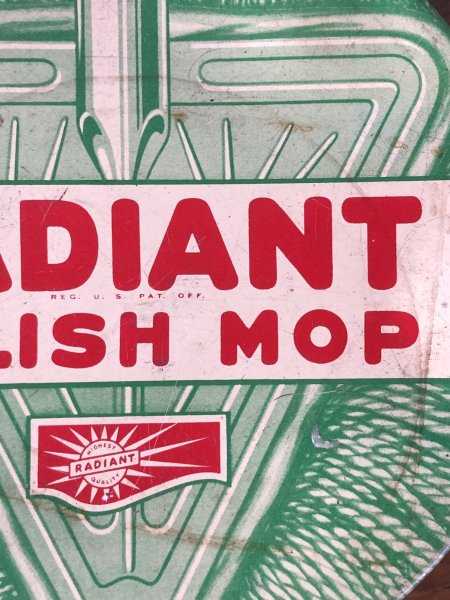 ADIANT
REG. U. S. PAT. OFF.
LISH MOP
HIGHEST
RADIANT
QUALITY